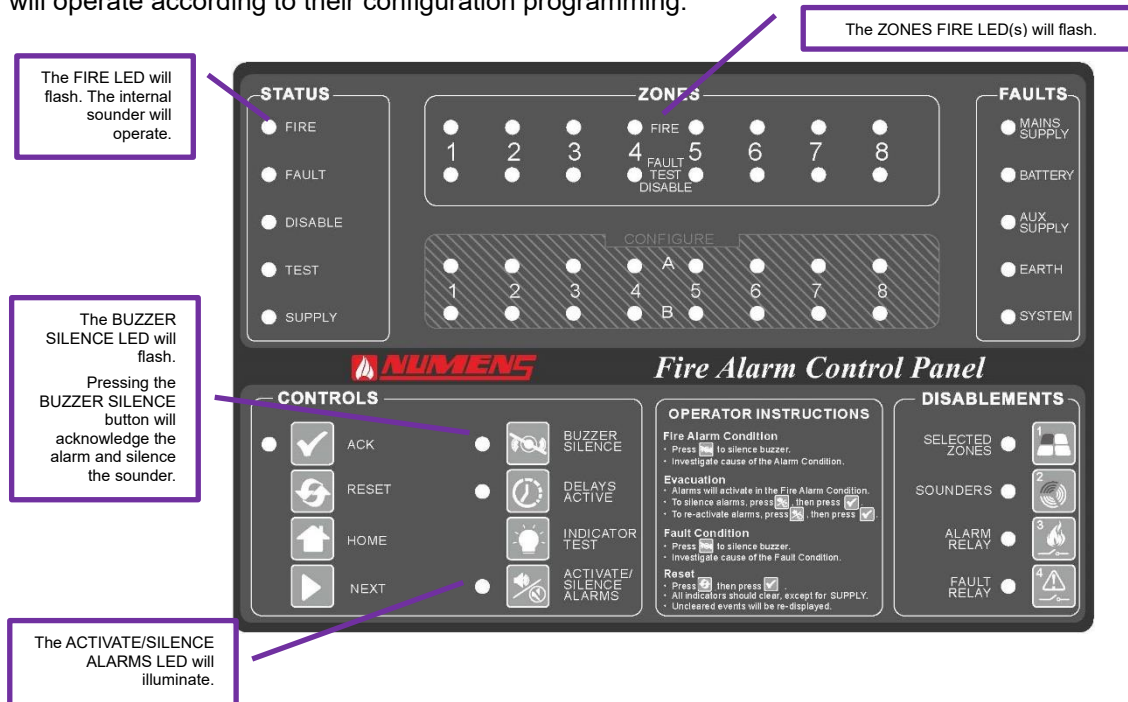 will operate according to their configuration programming.
The ZONES FIRE LED(s) will flash.
The FIRE LED will
flash. The internal
sounder will
operate.
STATUS
FIRE
FAULT
DISABLE
TEST
SUPPLY
ZONES
FIRE
1 2 3 4 5 6 7 8
FAULT
TEST
DISABLE
CONFIGURE
A
1 2 3 4 5 6 7 8
B
FAULTS
MAINS
SUPPLY
BATTERY
AUX
SUPPLY
EARTH
SYSTEM
The BUZZER
SILENCE LED will
flash.
Pressing the
BUZZER SILENCE
button will
acknowledge the
alarm and silence
the sounder.
NUMENS
Fire Alarm Control Panel
CONTROLS
ACK
RESET
HOME
NEXT
BUZZER
SILENCE
DELAYS
ACTIVE
INDICATOR
TEST
ACTIVATE/
SILENCE
ALARMS
OPERATOR INSTRUCTIONS
Fire Alarm Condition
· Press to silence buzzer.
· Investigate cause of the Alarm Condition.
Evacuation
· Alarms will activate in the Fire Alarm Condition.
· To silence alarms, press , then press .
· To re-activate alarms, press , then press .
Fault Condition
· Press to silence buzzer.
· Investigate cause of the Fault Condition.
Reset
· Press , then press .
· All indicators should clear, except for SUPPLY.
· Uncleared events will be re-displayed.
DISABLEMENTS
SELECTED
ZONES
1
SOUNDERS
2
ALARM
RELAY
3
FAULT
RELAY
4
The ACTIVATE/SILENCE
ALARMS LED will
illuminate.